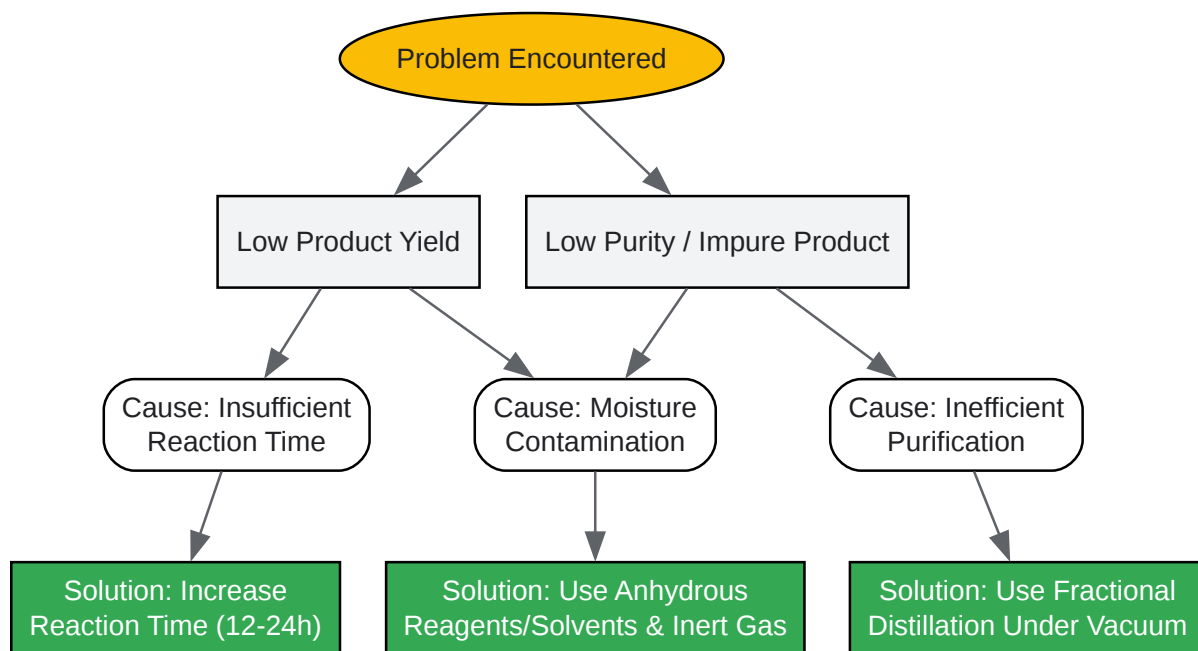 Problem Encountered
Low Product Yield
Low Purity / Impure Product
Cause: Insufficient
Reaction Time
Cause: Moisture
Contamination
Cause: Inefficient
Purification
Solution: Increase
Reaction Time (12-24h)
Solution: Use Anhydrous
Reagents/Solvents & Inert Gas
Solution: Use Fractional
Distillation Under Vacuum